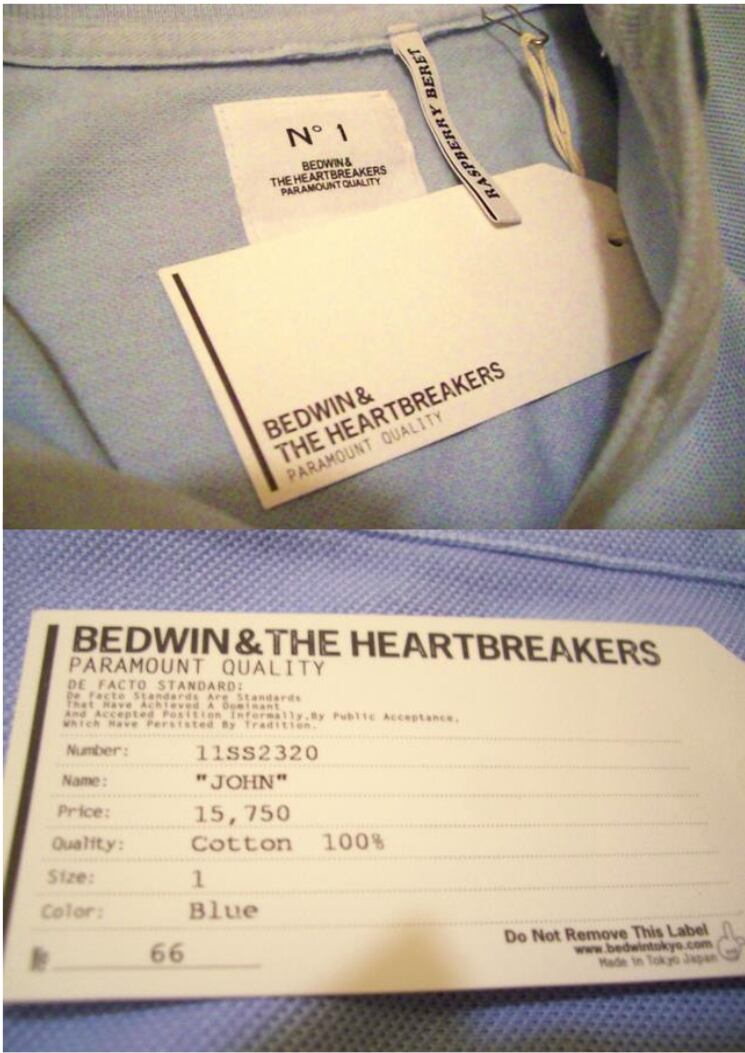 RASPBERRY BERET
N° 1
BEDWIN&
THE HEARTBREAKERS
PARAMOUNT QUALITY
BEDWIN&
THE HEARTBREAKERS
PARAMOUNT QUALITY
BEDWIN&THE HEARTBREAKERS
PARAMOUNT QUALITY
DE FACTO STANDARD:
De Facto Standards Are Standards
That Have Achieved A Dominant
And Accepted Position Informally,By Public Acceptance,
Which Have Persisted By Tradition.
Number: 11SS2320
Name: "JOHN"
Price: 15,750
Quality: Cotton 100%
Size: 1
Color: Blue
Do Not Remove This Label
www.bedwintokyo.com
Made in Tokyo Japan
№ 66